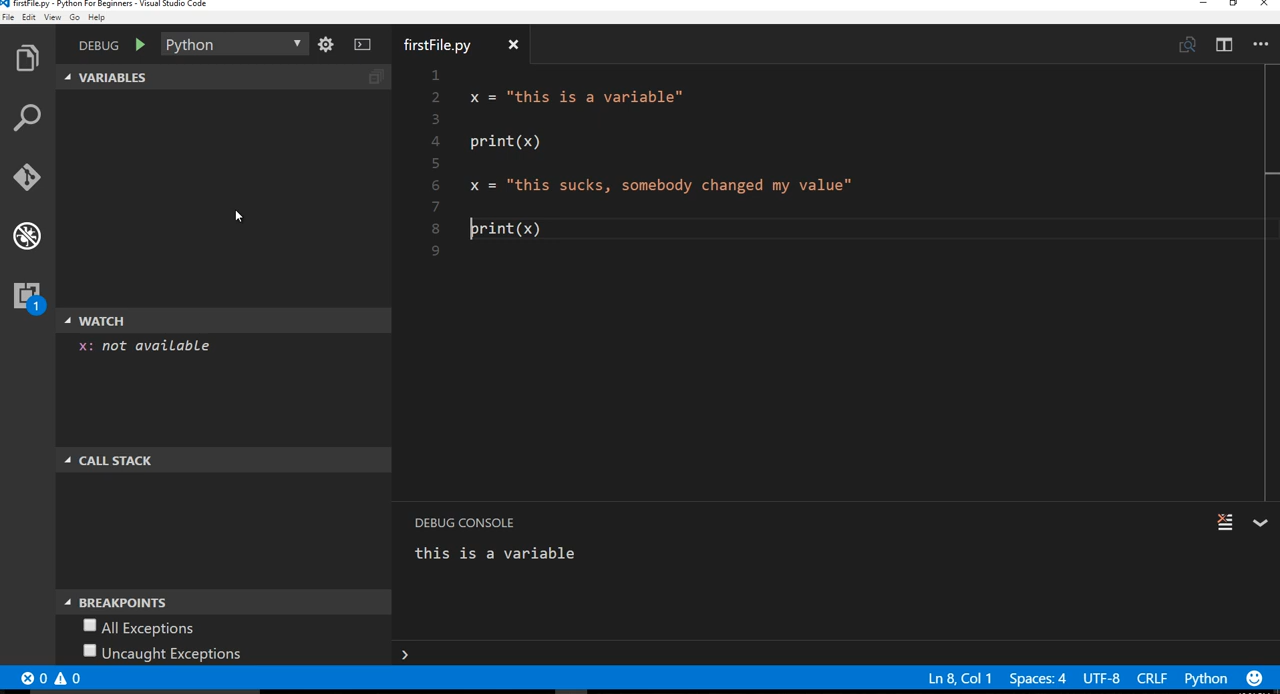 firstFile.py - Python For Beginners - Visual Studio Code
File Edit View Go Help
DEBUG Python
firstFile.py
VARIABLES
WATCH
x: not available
CALL STACK
BREAKPOINTS
All Exceptions
Uncaught Exceptions
1
1
2 x = "this is a variable"
3
4 print(x)
5
6 x = "this sucks, somebody changed my value"
7
8 print(x)
9
DEBUG CONSOLE
this is a variable
0 0
Ln 8, Col 1 Spaces: 4 UTF-8 CRLF Python